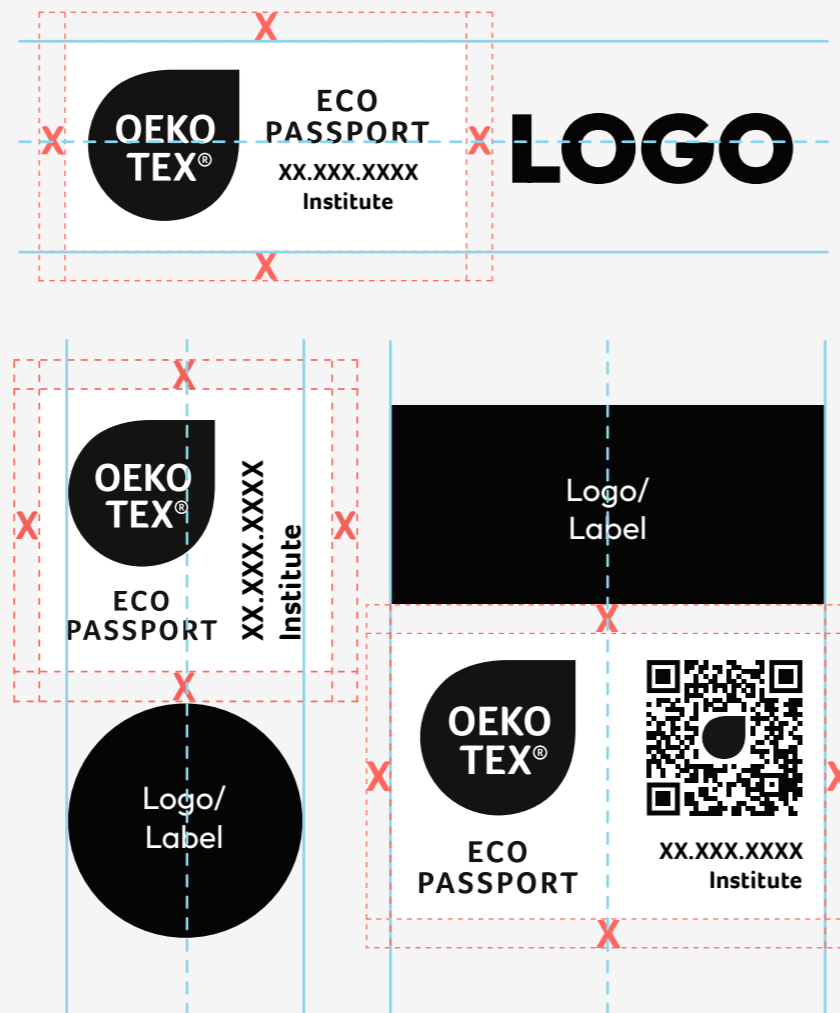 X
OEKO
TEX®
ECO
PASSPORT
XX.XXX.XXXX
Institute
X
X
LOGO
X
X
OEKO
TEX®
XX.XXX.XXXX
Institute
X
X
ECO
PASSPORT
X
Logo/
Label
Logo/
Label
X
OEKO
TEX®
X
X
ECO
PASSPORT
XX.XXX.XXXX
Institute
X